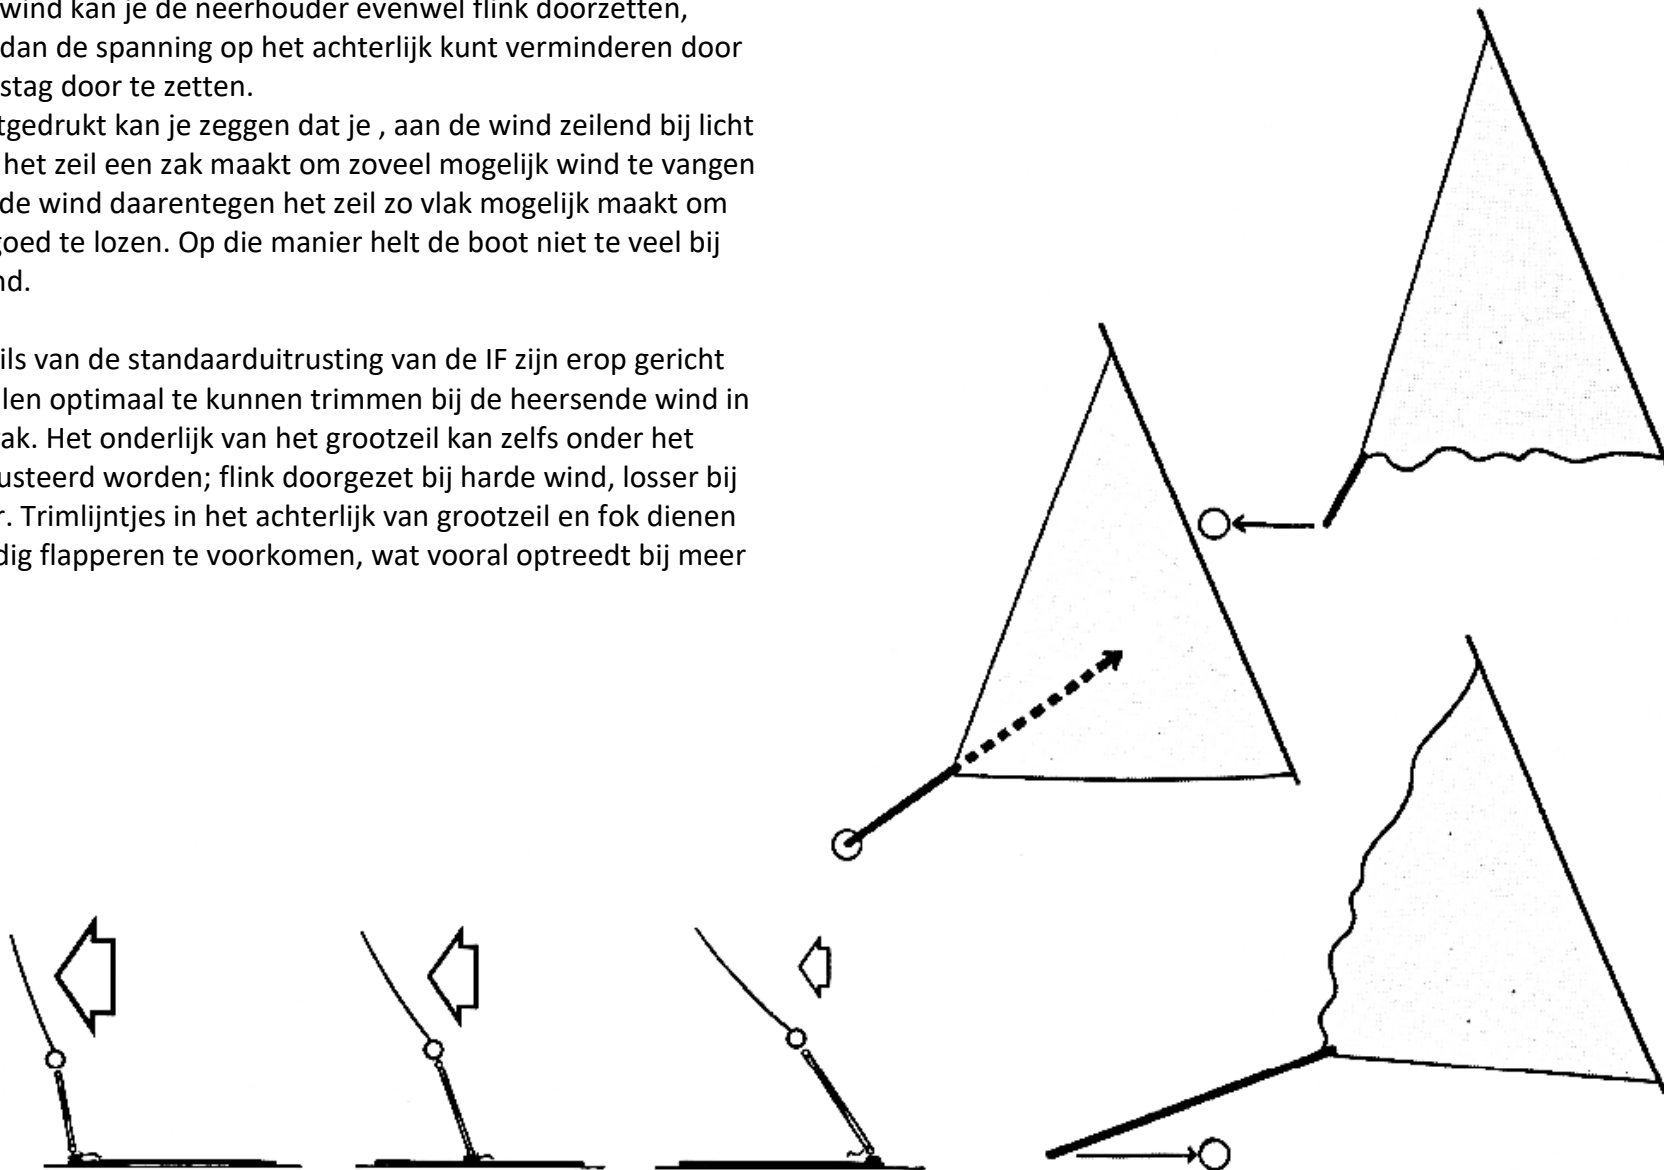 wind kan je de neerhouder evenwel flink doorzetten,
dan de spanning op het achterlijk kunt verminderen door
stag door te zetten.
tgedrukt kan je zeggen dat je , aan de wind zeilend bij licht
het zeil een zak maakt om zoveel mogelijk wind te vangen
de wind daarentegen het zeil zo vlak mogelijk maakt om
goed te lozen. Op die manier helt de boot niet te veel bij
nd.
ils van de standaarduitrusting van de IF zijn erop gericht
len optimaal te kunnen trimmen bij de heersende wind in
ak. Het onderlijk van het grootzeil kan zelfs onder het
usteerd worden; flink doorgezet bij harde wind, losser bij
r. Trimlijntjes in het achterlijk van grootzeil en fok dienen
dig flapperen te voorkomen, wat vooral optreedt bij meer